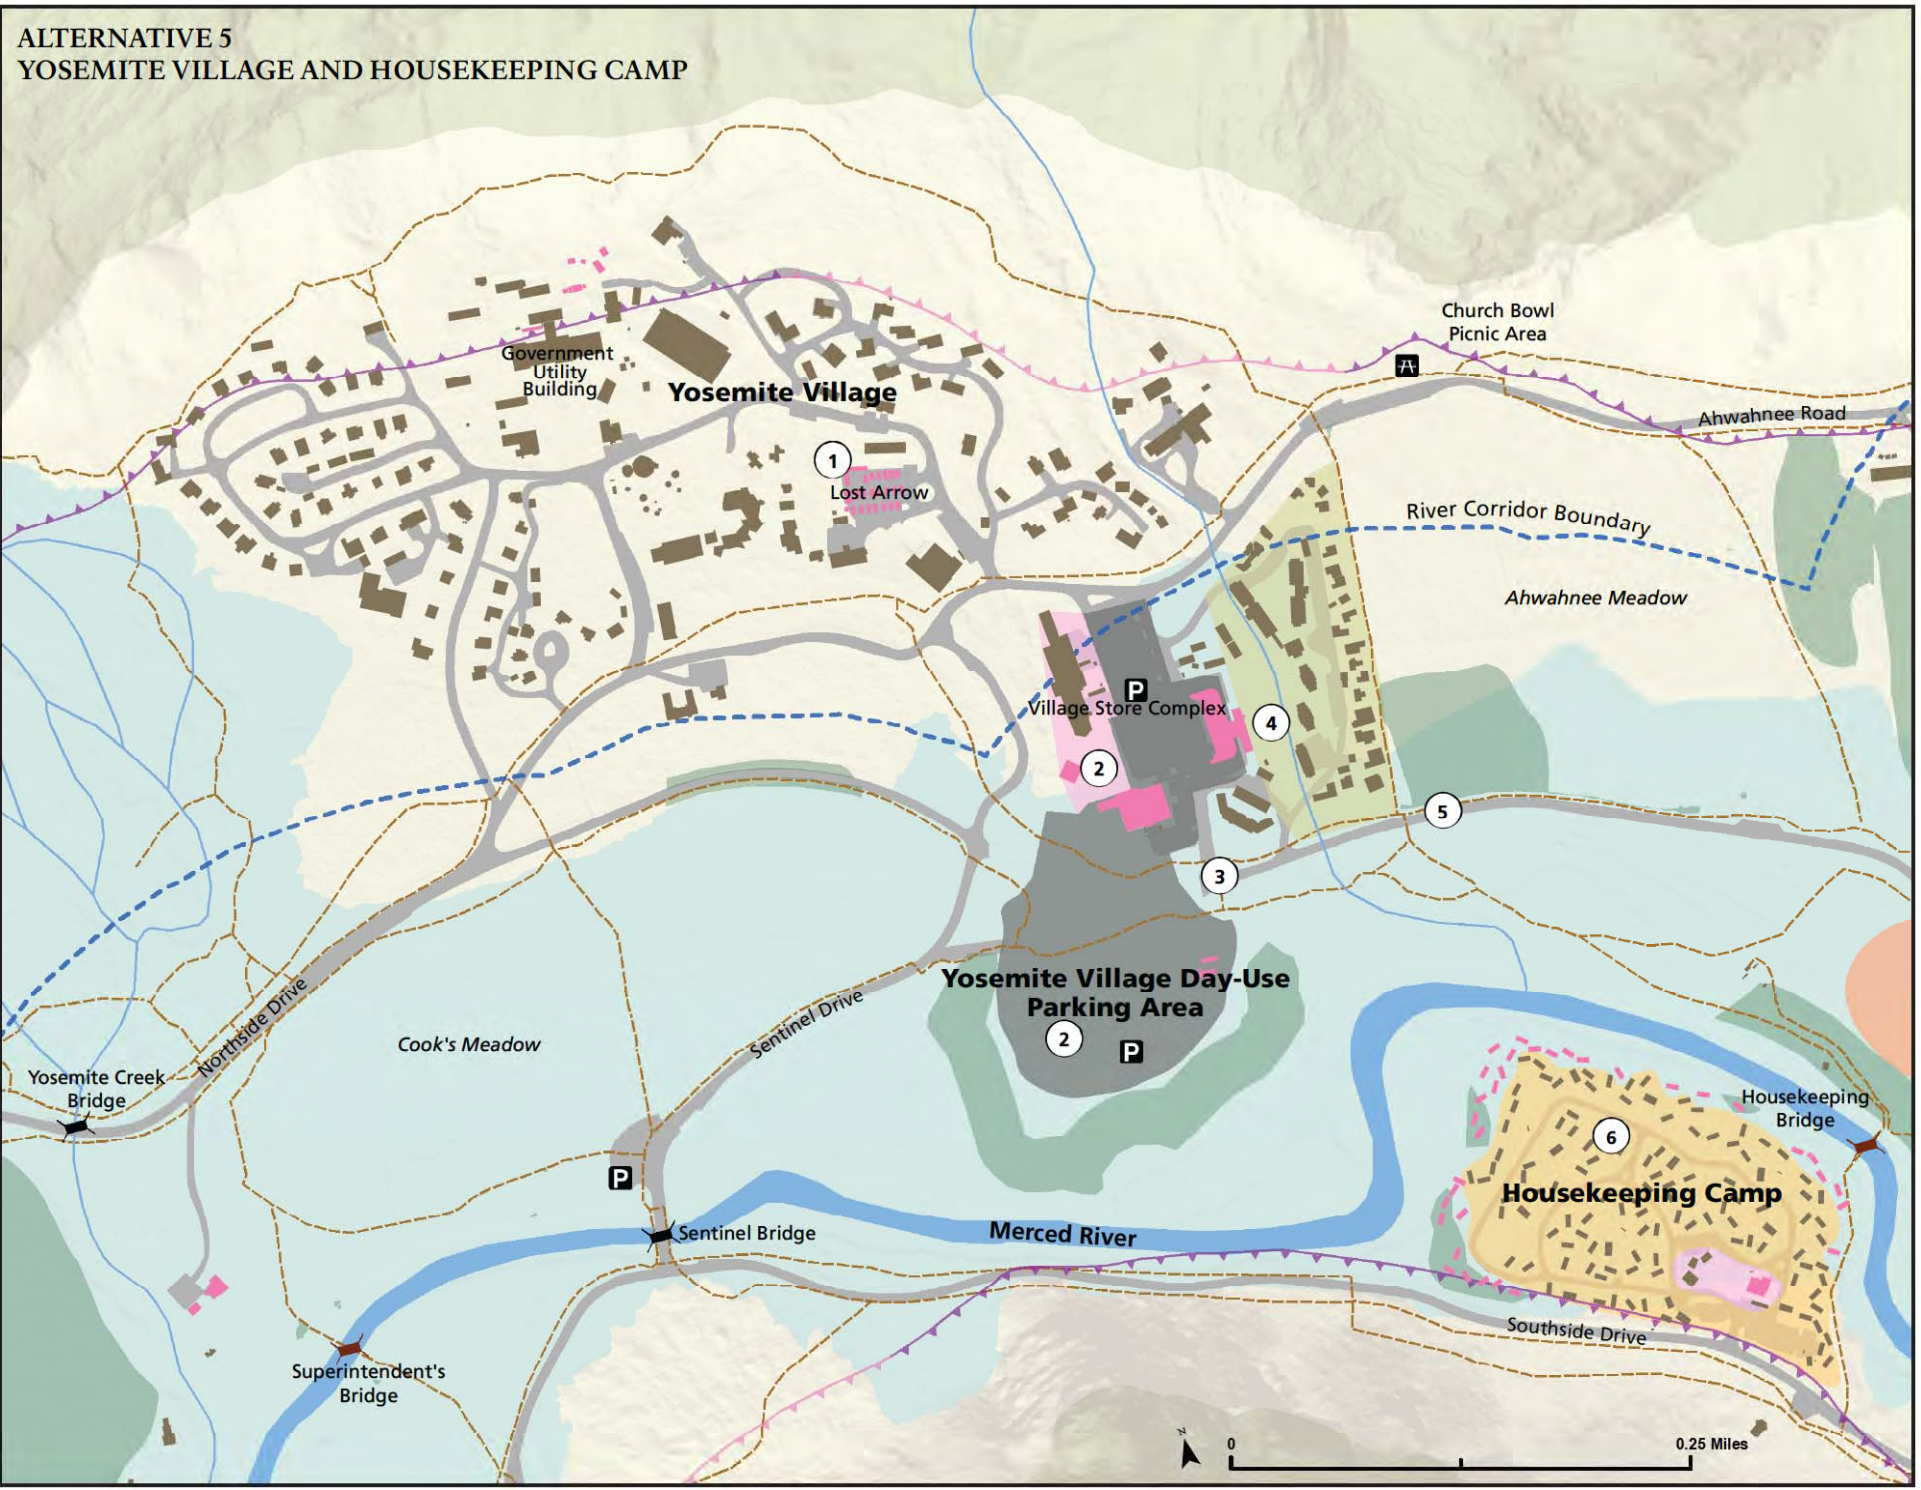 ALTERNATIVE 5
YOSEMITE VILLAGE AND HOUSEKEEPING CAMP
Church Bowl
Picnic Area
Government
Utility
Building
Yosemite Village
Ahwahnee Road
1
Lost Arrow
River Corridor Boundary
Ahwahnee Meadow
P
Village Store Complex
4
2
5
3
Yosemite Village Day-Use
Parking Area
2
P
Northside Drive
Cook's Meadow
Sentinel Drive
Yosemite Creek
Bridge
Housekeeping
Bridge
6
P
Housekeeping Camp
Sentinel Bridge
Merced River
Southside Drive
Superintendent's
Bridge
N
0
0.25 Miles